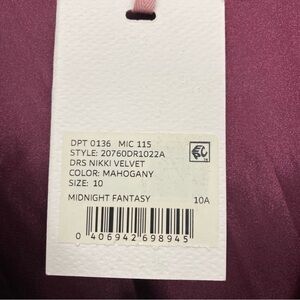 DPT 0136 MIC 115
STYLE: 20760DR1022A
DRS NIKKI VELVET
COLOR: MAHOGANY
SIZE: 10
MIDNIGHT FANTASY 10A
0 406942 698945